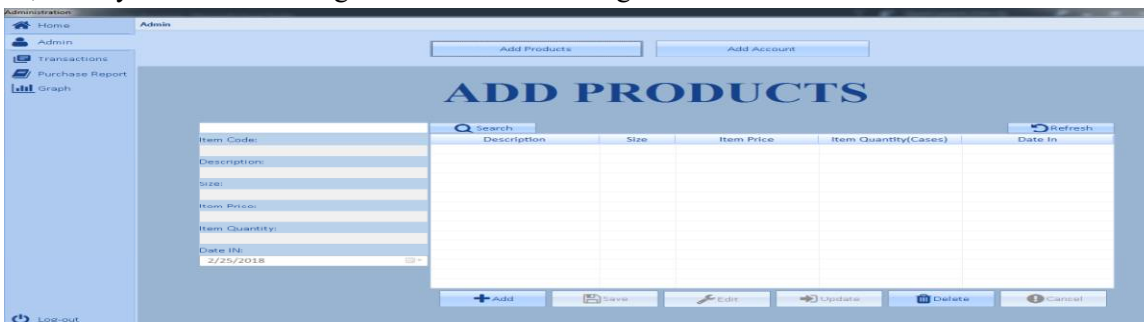 Administration
Home
Admin
Transactions
Purchase Report
Graph
Log-out
Admin
Add Products Add Account
ADD PRODUCTS
Search Refresh
Item Code:
Description:
Size:
Item Price:
Item Quantity:
Date IN:
2/25/2018
Description Size Item Price Item Quantity(Cases) Date In
Add Save Edit Update Delete Cancel